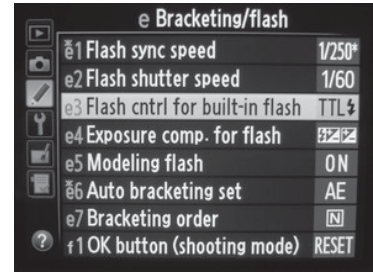 e Bracketing/flash
e1 Flash sync speed 1/250*
e2 Flash shutter speed 1/60
e3 Flash cntrl for built-in flash TTL
e4 Exposure comp. for flash
e5 Modeling flash ON
e6 Auto bracketing set AE
e7 Bracketing order N
? f1 OK button (shooting mode) RESET